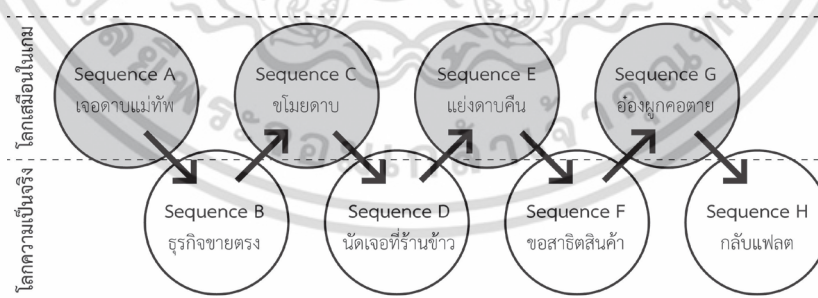 โลกเสมือนในเกม
Sequence A
เจอดาบแม่ทัพ
Sequence C
ขโมยดาบ
Sequence E
แย่งดาบคืน
Sequence G
อ๋องผูกคอตาย
โลกความเป็นจริง
Sequence B
ธุรกิจขายตรง
Sequence D
นัดเจอที่ร้านข้าว
Sequence F
ขอสาธิตสินค้า
Sequence H
กลับแฟลต